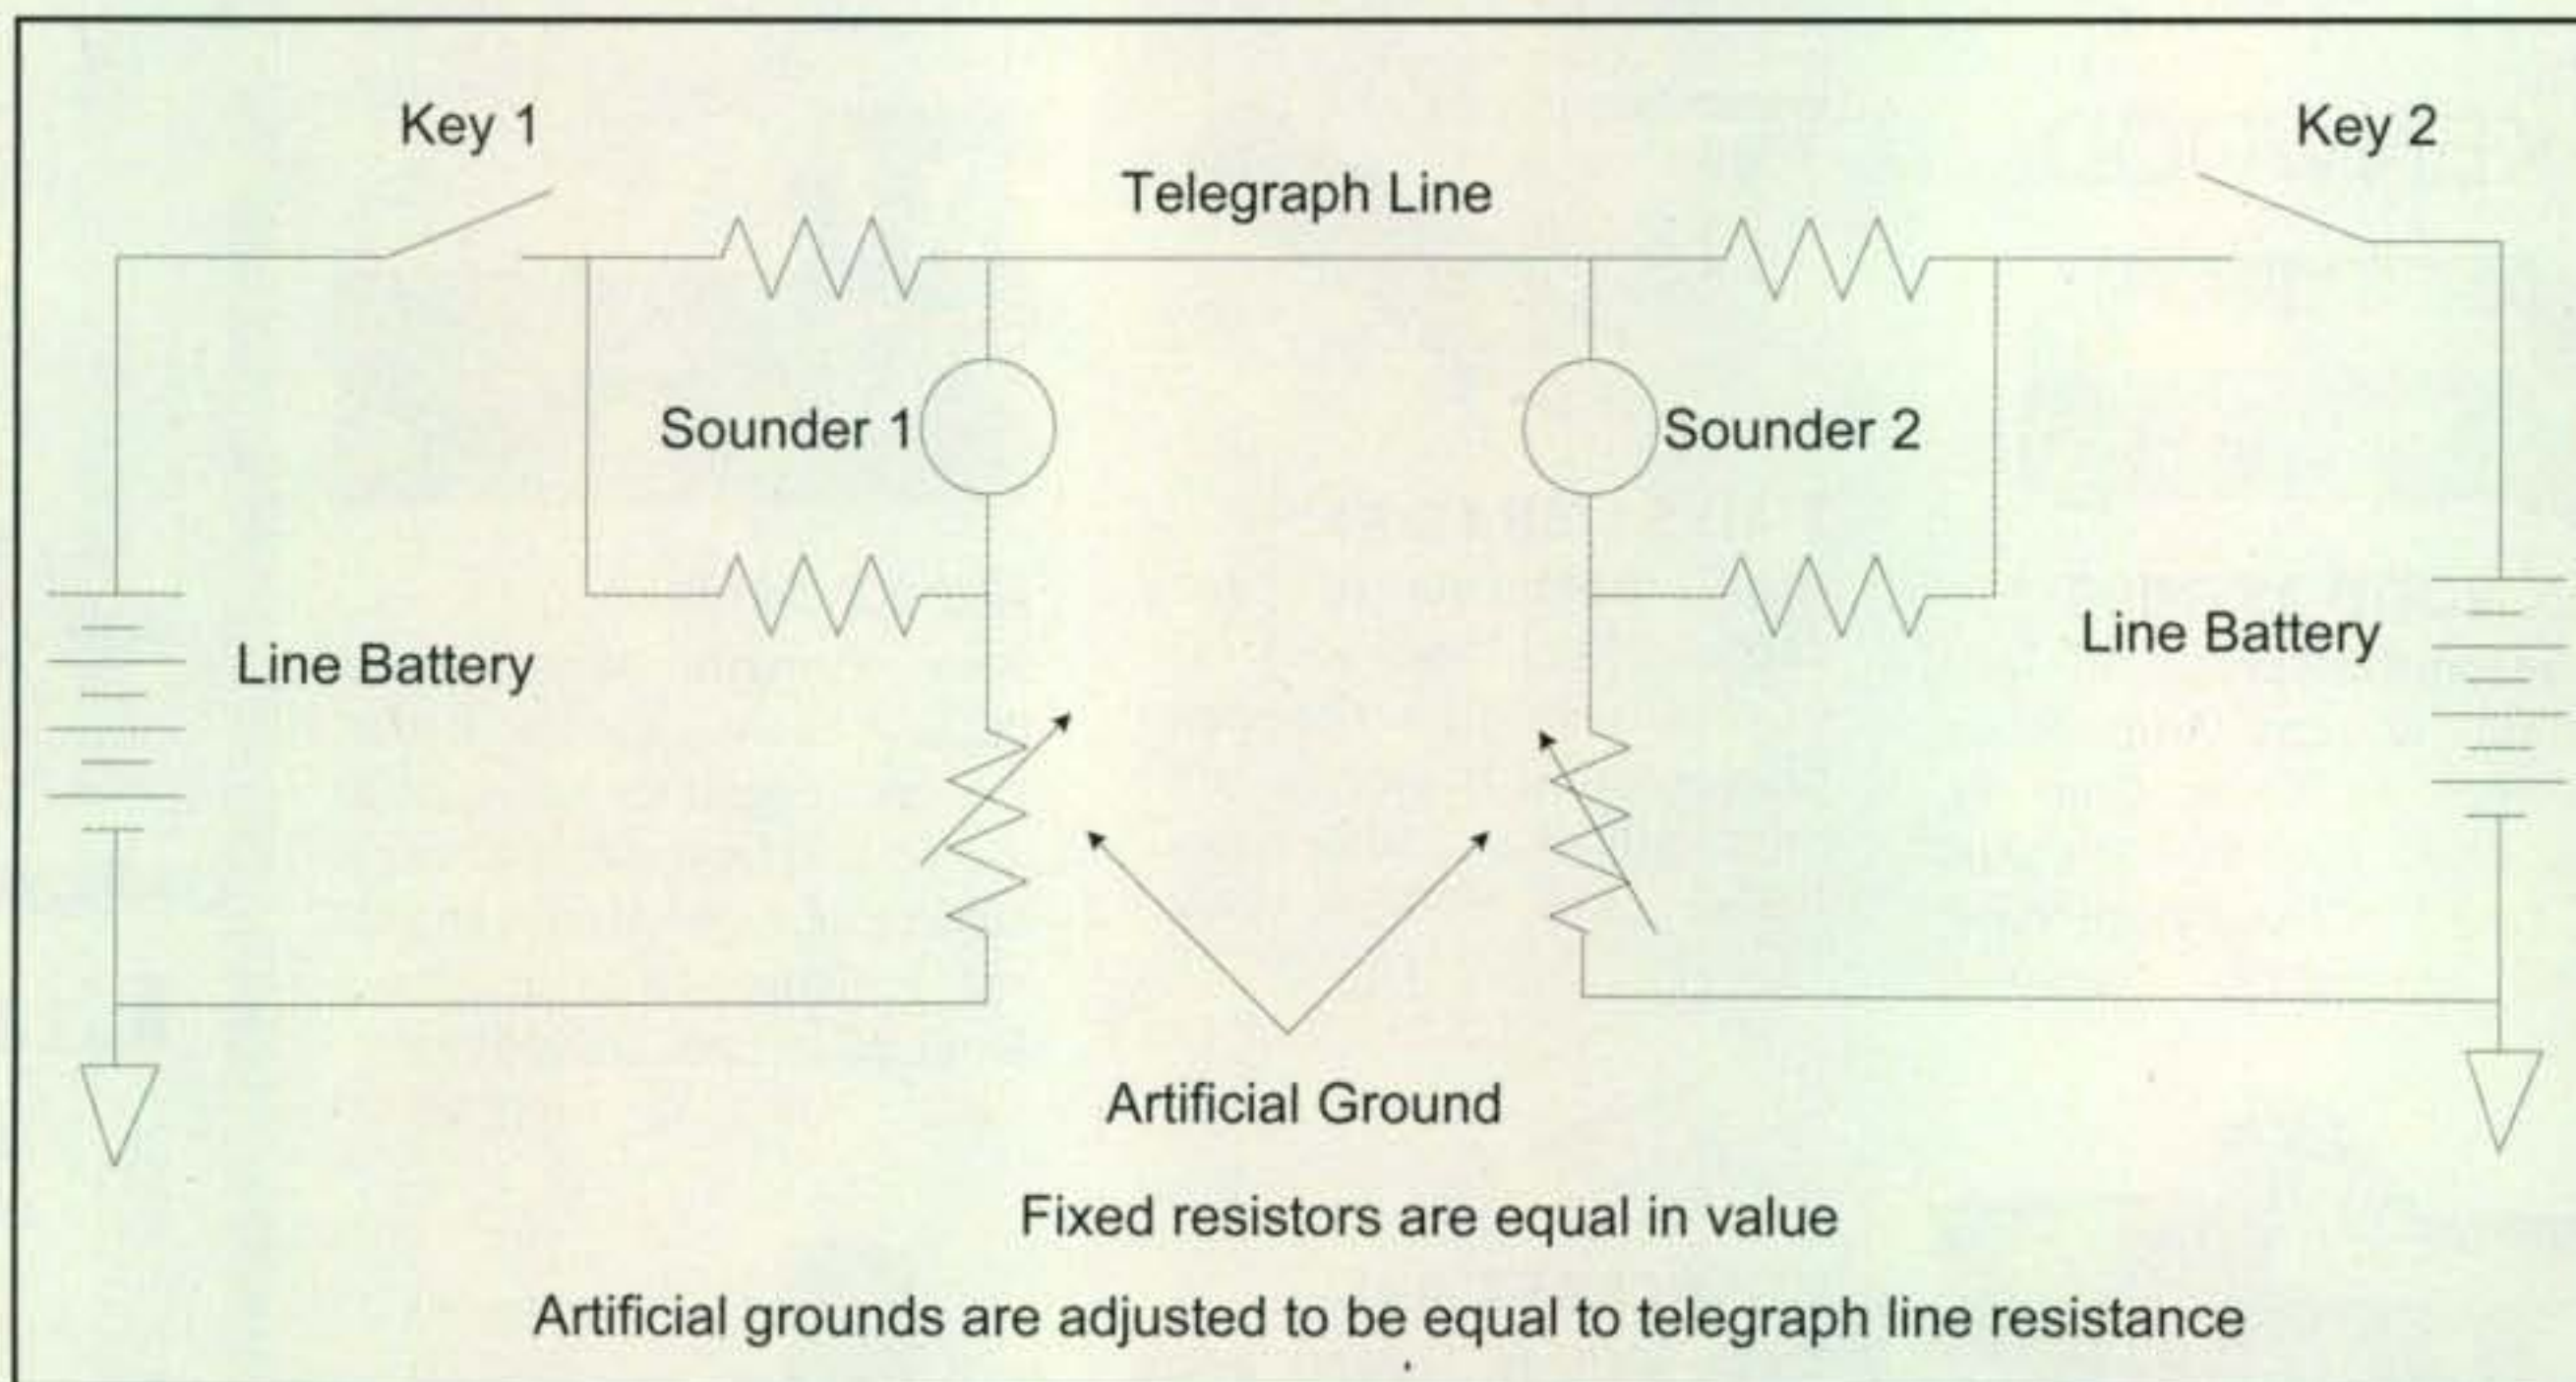 Key 1
Key 2
Telegraph Line
Sounder 1
Sounder 2
Line Battery
Line Battery
Artificial Ground
Fixed resistors are equal in value
Artificial grounds are adjusted to be equal to telegraph line resistance